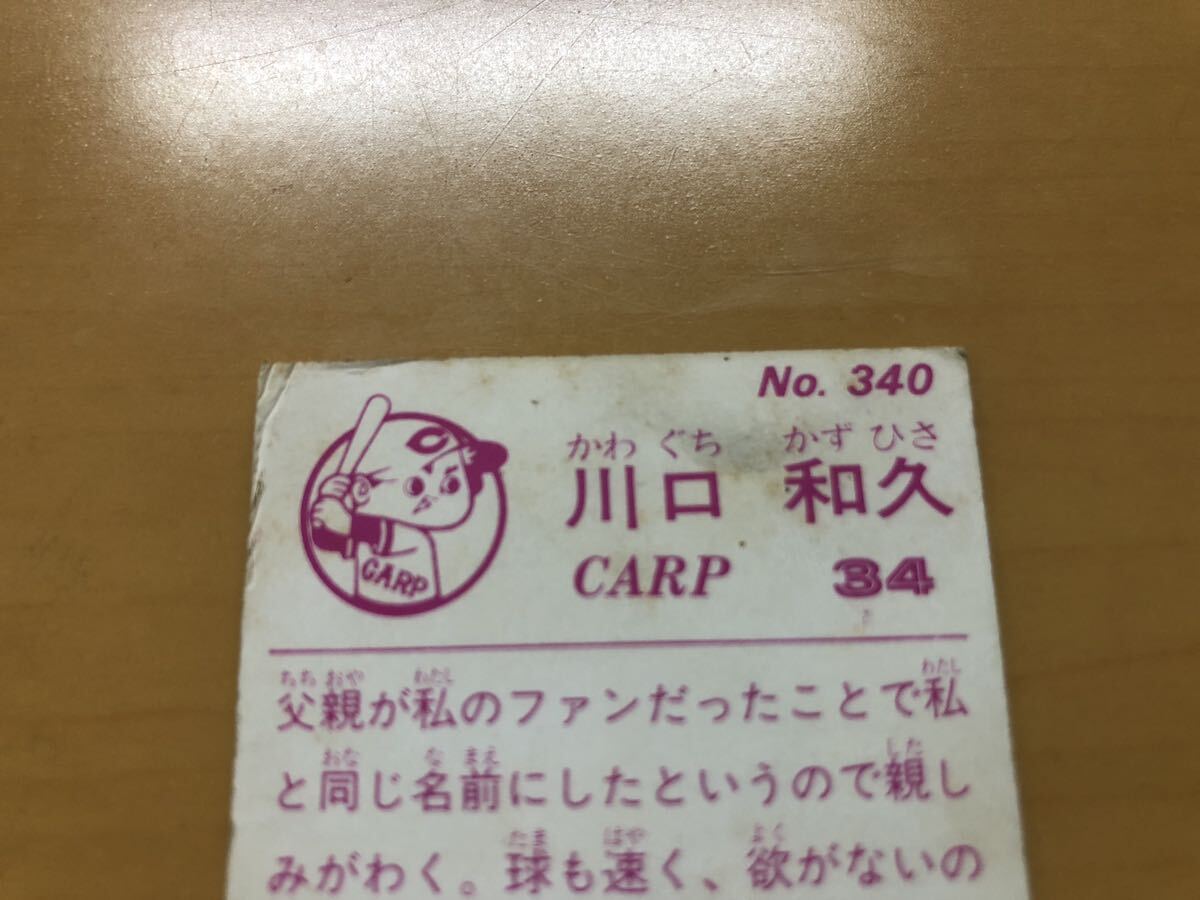 No. 340
かわ ぐち かず ひさ
川口 和久
CARP 34
CARP
ちち おや わたし わたし
父親が私のファンだったことで私
おな な まえ した
と同じ名前にしたというので親し
たま はや よく
みがわく。球も速く、欲がないの